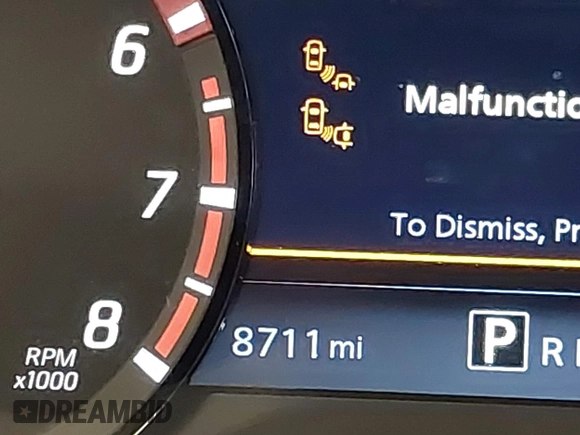 6
Malfunctio
7
To Dismiss, Pr
8
8711 mi
P R
RPM
x1000
DREAMBID